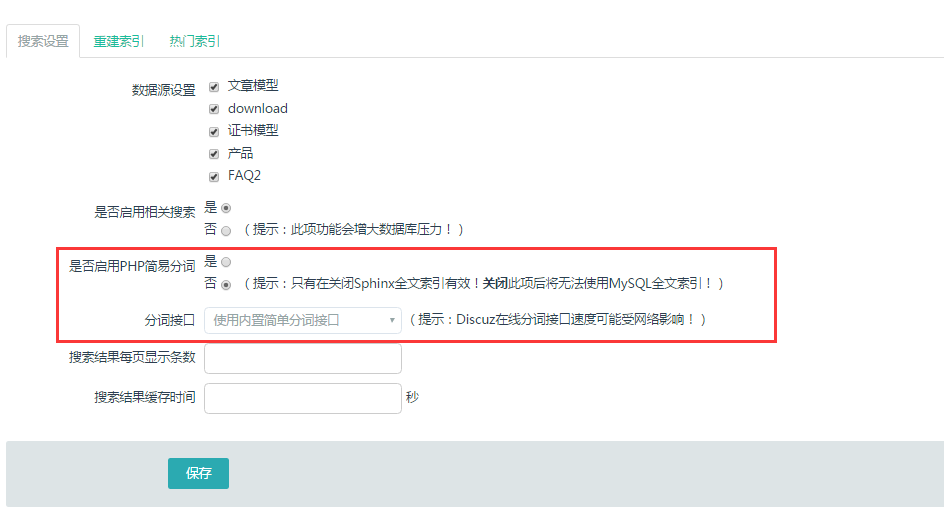 搜索设置 重建索引 热门索引
数据源设置 文章模型
download
证书模型
产品
FAQ2
是否启用相关搜索 是
否 （提示：此项功能会增大数据库压力！）
是否启用PHP简易分词 是
否 （提示：只有在关闭Sphinx全文索引有效！关闭此项后将无法使用MySQL全文索引！）
分词接口 使用内置简单分词接口 （提示：Discuz在线分词接口速度可能受网络影响！）
搜索结果每页显示条数
搜索结果缓存时间 秒
保存